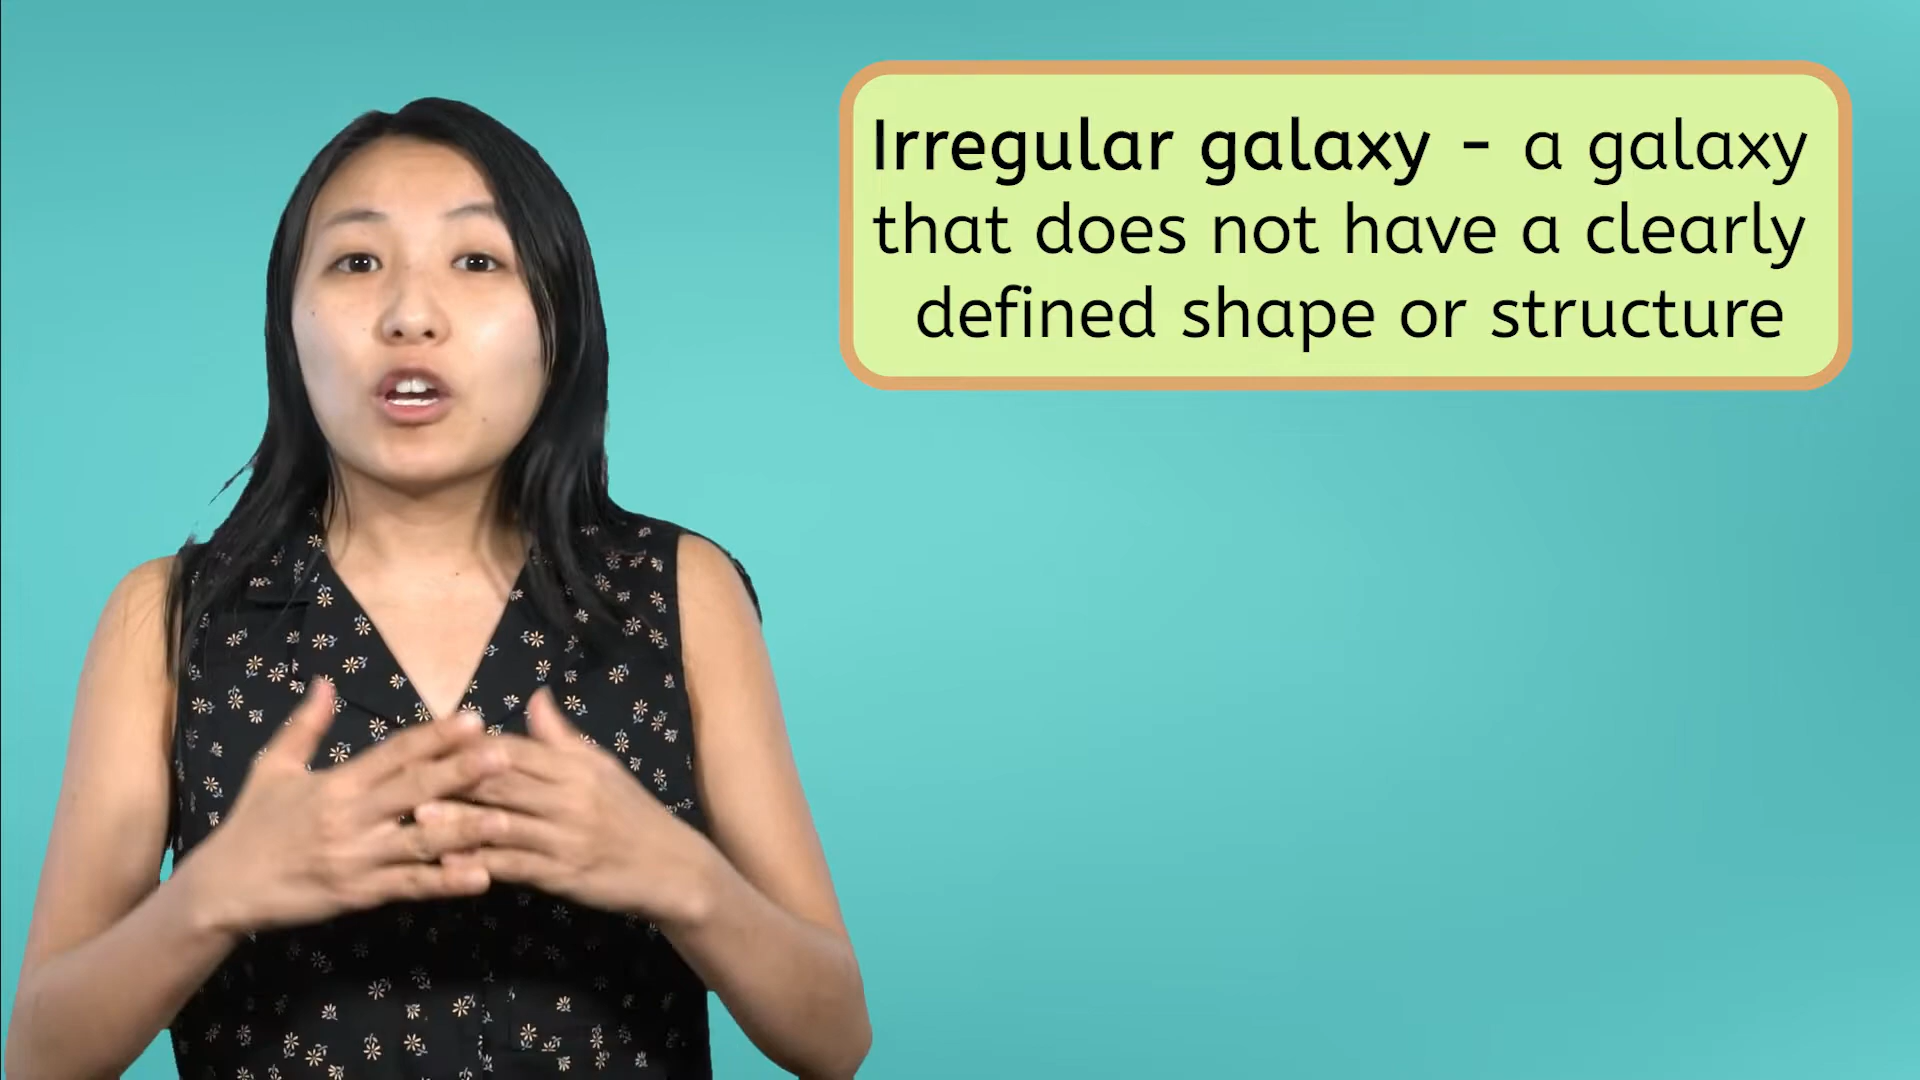 Irregular galaxy - a galaxy
that does not have a clearly
defined shape or structure